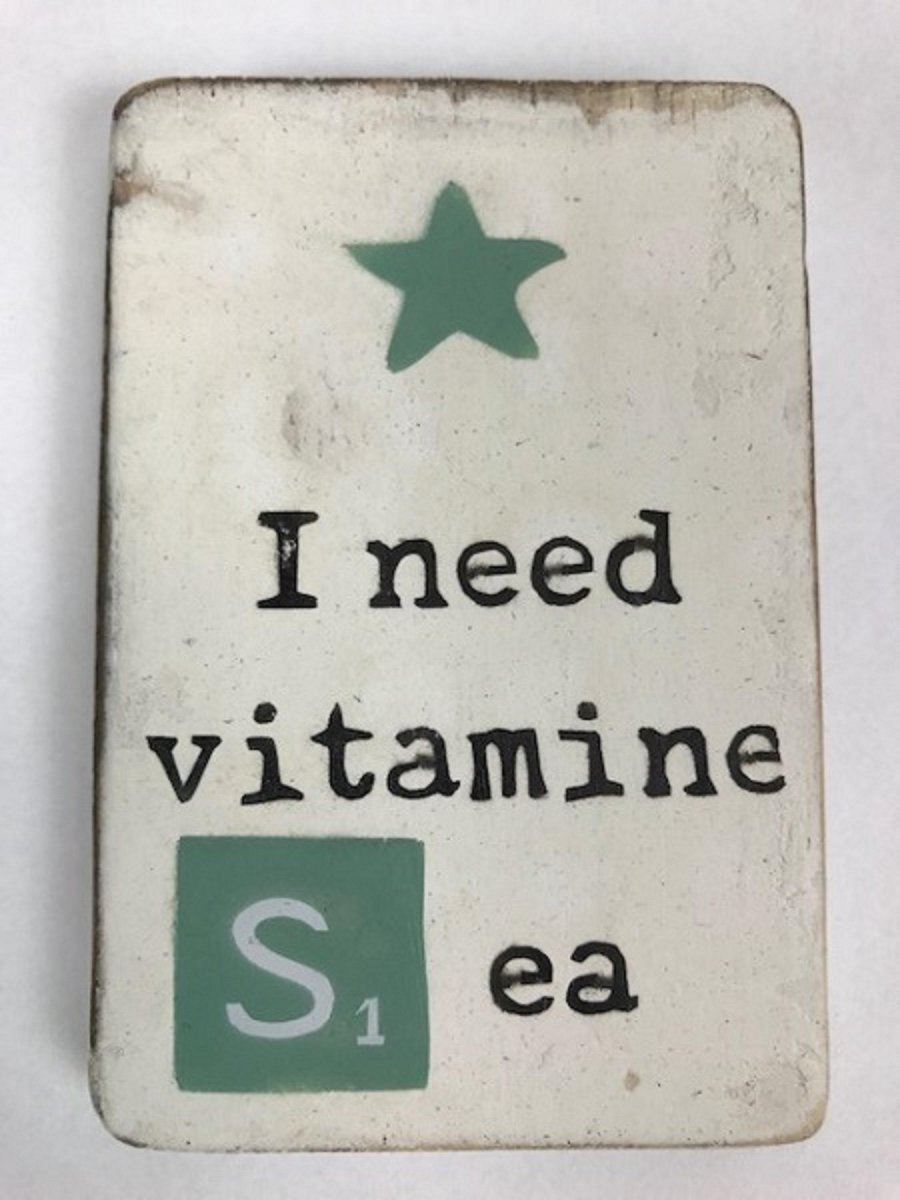 I need
vitamine
S1 ea